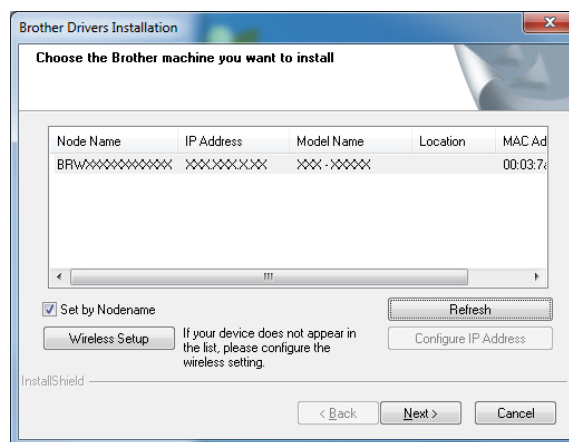 Brother Drivers Installation
Choose the Brother machine you want to install
Node Name IP Address Model Name Location MAC Ad
BRWXXXXXXXXXXXX XXX.XXX.X.XX XXX-XXXXX 00:03:7a
Set by Nodename
Refresh
Wireless Setup
If your device does not appear in
the list, please configure the
wireless setting.
Configure IP Address
InstallShield
< Back Next > Cancel